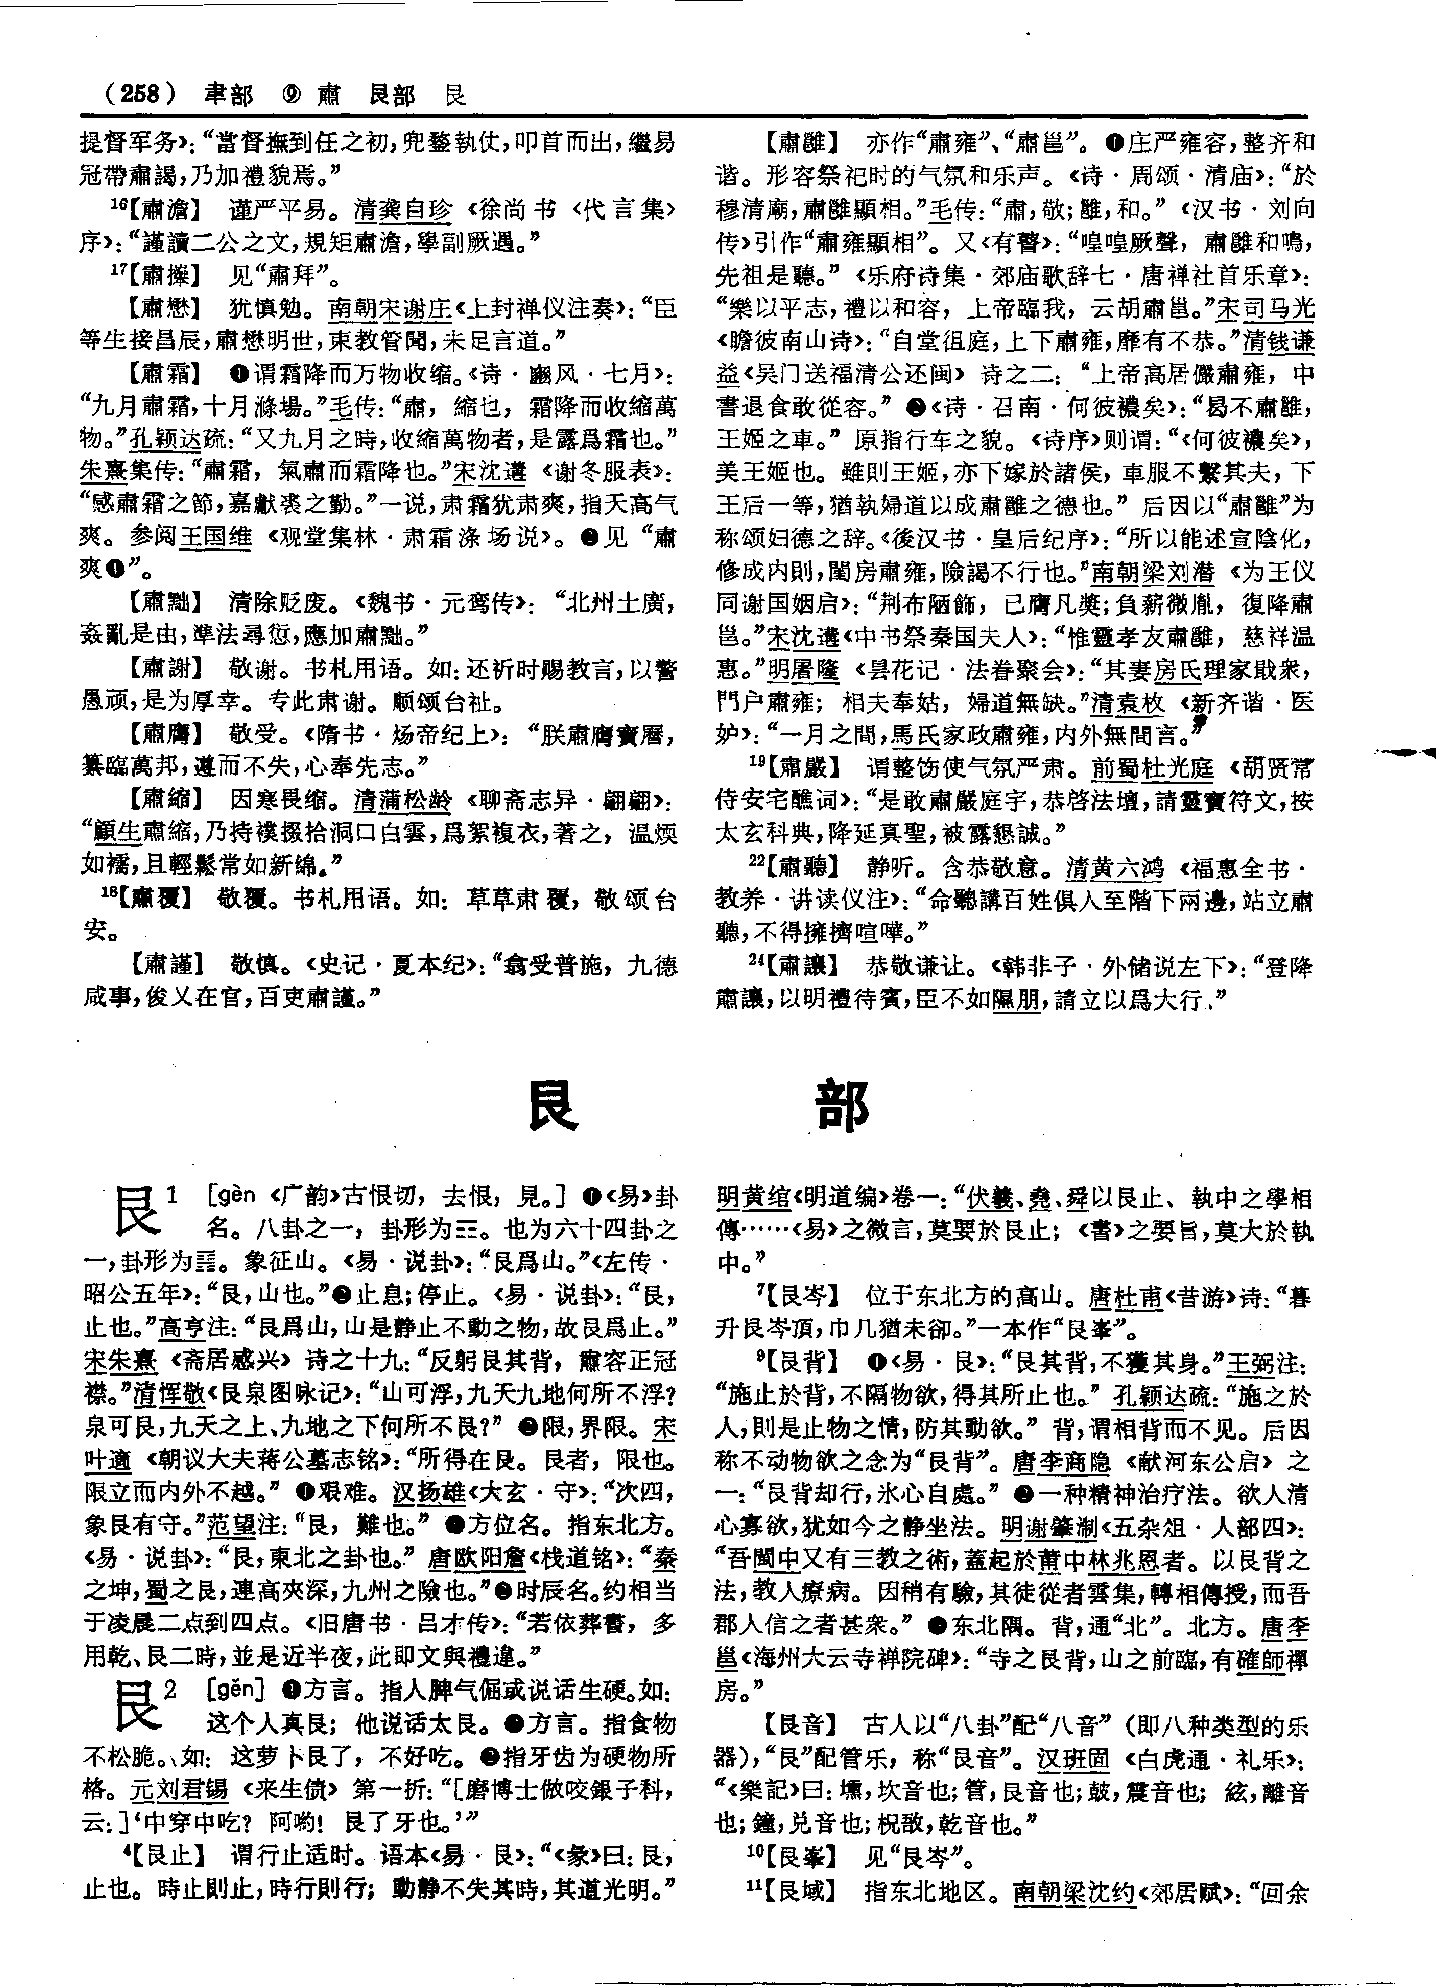 （258） 聿部 ⑨ 肅 艮部 艮
提督军务》：“當督撫到任之初，兜鍪執仗，叩首而出，繼易
冠帶肅謁，乃加禮貌焉。”
16【肅澹】 谨严平易。清龚自珍《徐尚书〈代言集〉
序》：“謹讀二公之文，規矩肅澹，學副厥遇。”
17【肅㩳】 见“肅拜”。
【肅懋】 犹慎勉。南朝宋谢庄《上封禅仪注奏》：“臣
等生接昌辰，肅懋明世，束教管聞，未足言道。”
【肅霜】 ❶谓霜降而万物收缩。《诗·豳风·七月》：
“九月肅霜，十月滌場。”毛传：“肅，縮也，霜降而收縮萬
物。”孔颖达疏：“又九月之時，收縮萬物者，是露爲霜也。”
朱熹集传：“肅霜，氣肅而霜降也。”宋沈遘《谢冬服表》：
“感肅霜之節，嘉獻裘之勤。”一说，肃霜犹肃爽，指天高气
爽。参阅王国维《观堂集林·肃霜涤场说》。❷见“肅
爽❶”。
【肅黜】 清除贬废。《魏书·元鸾传》：“北州土廣，
姦亂是由，準法尋愆，應加肅黜。”
【肅謝】 敬谢。书札用语。如：还祈时赐教言，以警
愚顽，是为厚幸。专此肃谢。顺颂台祉。
【肅膺】 敬受。《隋书·炀帝纪上》：“朕肅膺寳曆，
纂臨萬邦，遵而不失，心奉先志。”
【肅縮】 因寒畏缩。清蒲松龄《聊斋志异·翩翩》：
“顧生肅縮，乃持襆掇拾洞口白雲，爲絮複衣，著之，温煗
如襦，且輕鬆常如新绵。”
18【肅覆】 敬覆。书札用语。如：草草肃覆，敬颂台
安。
【肅謹】 敬慎。《史记·夏本纪》：“翕受普施，九德
咸事，俊乂在官，百吏肅謹。”
【肅雝】 亦作“肅雍”、“肅邕”。❶庄严雍容，整齐和
谐。形容祭祀时的气氛和乐声。《诗·周颂·清庙》：“於
穆清廟，肅雝顯相。”毛传：“肅，敬；雝，和。”《汉书·刘向
传》引作“肅雍顯相”。又《有瞽》：“喤喤厥聲，肅雝和鳴，
先祖是聽。”《乐府诗集·郊庙歌辞七·唐禅社首乐章》：
“樂以平志，禮以和容，上帝臨我，云胡肅邕。”宋司马光
《瞻彼南山诗》：“自堂徂庭，上下肅雍，靡有不恭。”清钱谦
益《吴门送福清公还闽》诗之二：“上帝高居儼肅雍，中
書退食敢從容。”❷《诗·召南·何彼襛矣》：“曷不肅雝，
王姬之車。”原指行车之貌。《诗序》则谓：“《何彼襛矣》，
美王姬也。雖則王姬，亦下嫁於諸侯，車服不繫其夫，下
王后一等，猶執婦道以成肅雝之德也。”后因以“肅雝”为
称颂妇德之辞。《後汉书·皇后纪序》：“所以能述宣陰化，
修成内則，閨房肅雍，險謁不行也。”南朝梁刘潜《为王仪
同谢国姻启》：“荆布陋飾，已膺凡奬；負薪微胤，復降肅
邕。”宋沈遘《中书祭秦国夫人》：“惟靈孝友肅雝，慈祥温
惠。”明屠隆《昙花记·法眷聚会》：“其妻房氏理家戢衆，
門户肅雍；相夫奉姑，婦道無缺。”清袁枚《新齐谐·医
妒》：“一月之間，馬氏家政肅雍，内外無間言。”
19【肅嚴】 谓整饬使气氛严肃。前蜀杜光庭《胡贤常
侍安宅醮词》：“是敢肅嚴庭宇，恭啓法壇，請靈寳符文，按
太玄科典，降延真聖，披露懇誠。”
22【肅聽】 静听。含恭敬意。清黄六鸿《福惠全书·
教养·讲读仪注》：“命聽講百姓俱入至階下兩邊，站立肅
聽，不得擁擠喧嘩。”
24【肅讓】 恭敬谦让。《韩非子·外储说左下》：“登降
肅讓，以明禮待賓，臣不如隰朋，請立以爲大行。”
艮 部
艮1 ［gèn《广韵》古恨切，去恨，見。］❶《易》卦
名。八卦之一，卦形为☶。也为六十四卦之
一，卦形为䷳。象征山。《易·说卦》：“艮爲山。”《左传·
昭公五年》：“艮，山也。”❷止息；停止。《易·说卦》：“艮，
止也。”高亨注：“艮爲山，山是静止不動之物，故艮爲止。”
宋朱熹《斋居感兴》诗之十九：“反躬艮其背，肅容正冠
襟。”清恽敬《艮泉图咏记》：“山可浮，九天九地何所不浮？
泉可艮，九天之上、九地之下何所不艮？”❸限，界限。宋
叶適《朝议大夫蒋公墓志铭》：“所得在艮。艮者，限也。
限立而内外不越。”❹艰难。汉扬雄《太玄·守》：“次四，
象艮有守。”范望注：“艮，難也。”❺方位名。指东北方。
《易·说卦》：“艮，東北之卦也。”唐欧阳詹《栈道铭》：“秦
之坤，蜀之艮，連高夾深，九州之險也。”❻时辰名。约相当
于凌晨二点到四点。《旧唐书·吕才传》：“若依葬書，多
用乾、艮二時，並是近半夜，此即文與禮違。”
艮2 ［gěn］❶方言。指人脾气倔或说话生硬。如：
这个人真艮；他说话太艮。❷方言。指食物
不松脆。如：这萝卜艮了，不好吃。❸指牙齿为硬物所
格。元刘君锡《来生债》第一折：“［磨博士做咬銀子科，
云：］‘中穿中吃？阿喲！艮了牙也。’”
4【艮止】 谓行止适时。语本《易·艮》：“《彖》曰：艮，
止也。時止則止，時行則行；動静不失其時，其道光明。”
明黄绾《明道编》卷一：“伏羲、堯、舜以艮止、執中之學相
傳……《易》之微言，莫要於艮止；《書》之要旨，莫大於執
中。”
7【艮岑】 位于东北方的高山。唐杜甫《昔游》诗：“暮
升艮岑頂，巾几猶未卻。”一本作“艮峯”。
9【艮背】 ❶《易·艮》：“艮其背，不獲其身。”王弼注：
“施止於背，不隔物欲，得其所止也。”孔颖达疏：“施之於
人，則是止物之情，防其動欲。”背，谓相背而不见。后因
称不动物欲之念为“艮背”。唐李商隐《献河东公启》之
一：“艮背却行，冰心自處。”❷一种精神治疗法。欲人清
心寡欲，犹如今之静坐法。明谢肇淛《五杂俎·人部四》：
“吾閩中又有三教之術，蓋起於莆中林兆恩者。以艮背之
法，教人療病。因稍有驗，其徒從者雲集，轉相傳授，而吾
郡人信之者甚衆。”❸东北隅。背，通“北”。北方。唐李
邕《海州大云寺禅院碑》：“寺之艮背，山之前臨，有確師禪
房。”
【艮音】 古人以“八卦”配“八音”（即八种类型的乐
器），“艮”配管乐，称“艮音”。汉班固《白虎通·礼乐》：
“《樂記》曰：壎，坎音也；管，艮音也；鼓，震音也；絃，離音
也；鐘，兑音也；柷敔，乾音也。”
10【艮峯】 见“艮岑”。
11【艮域】 指东北地区。南朝梁沈约《郊居赋》：“回余